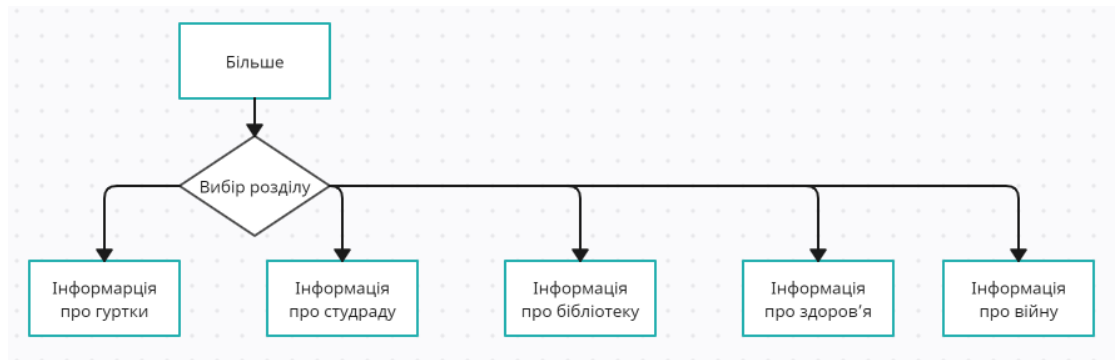 Більше
Вибір розділу
Інформарція
про гуртки
Інформація
про студраду
Інформація
про бібліотеку
Інформація
про здоров’я
Інформація
про війну